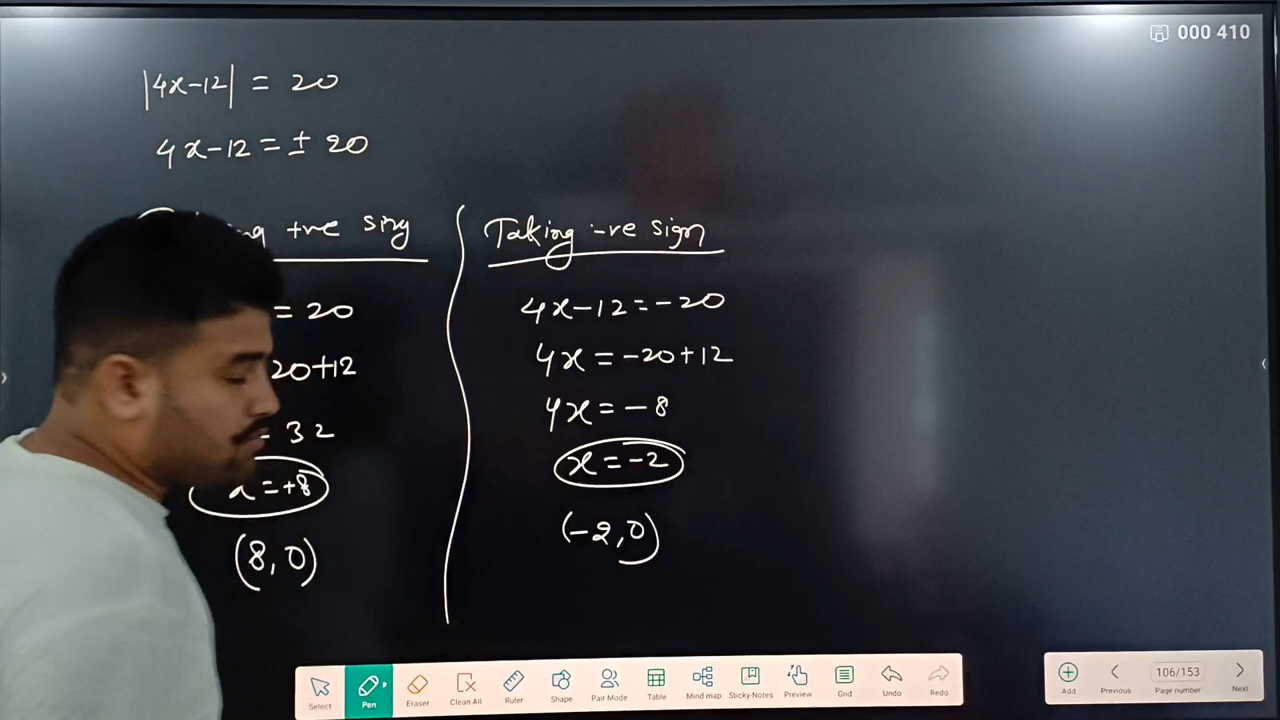 000 410
|4x-12| = 20
4x-12 = ± 20
+ve sing
= 20
20+12
= 32
x = +8
(8, 0)
Taking -ve sign
4x-12 = -20
4x = -20+12
4x = -8
x = -2
(-2, 0)
Select
Pen
Eraser
Clean All
Ruler
Shape
Pair Mode
Table
Mind map
Sticky Notes
Preview
Grid
Undo
Redo
Add
Previous
106/153
Page number
Next